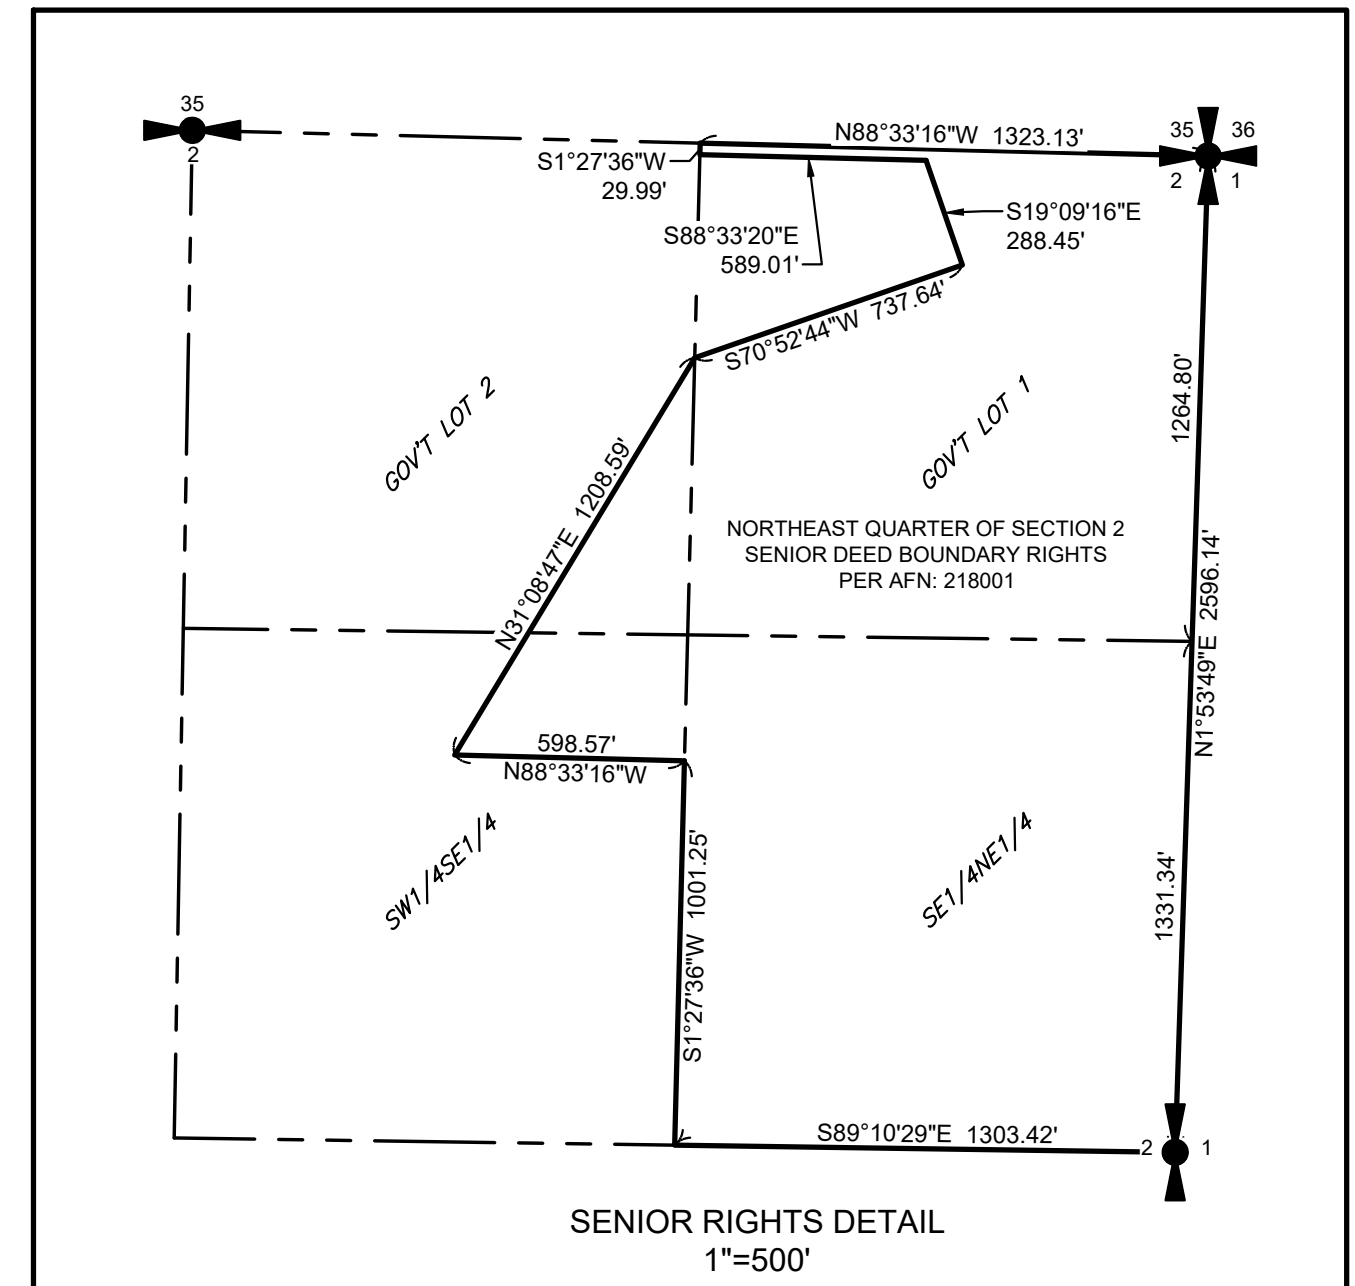 35
2
N88°33'16"W 1323.13'
35
36
2
1
S1°27'36"W
29.99'
S88°33'20"E
589.01'
S19°09'16"E
288.45'
S70°52'44"W 737.64'
GOV'T LOT 2
GOV'T LOT 1
1264.80'
N31°08'47"E 1208.59'
NORTHEAST QUARTER OF SECTION 2
SENIOR DEED BOUNDARY RIGHTS
PER AFN: 218001
N1°53'49"E 2596.14'
598.57'
N88°33'16"W
SW1/4SE1/4
SE1/4NE1/4
S1°27'36"W 1001.25'
1331.34'
S89°10'29"E 1303.42'
2
1
SENIOR RIGHTS DETAIL
1"=500'